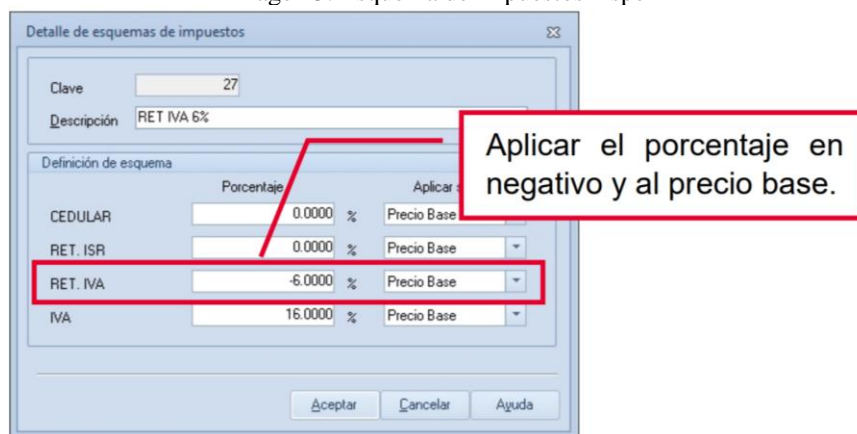 Detalle de esquemas de impuestos
Clave 27
Descripción RET IVA 6%
Aplicar el porcentaje en
negativo y al precio base.
Definición de esquema
Porcentaje Aplicar
CEDULAR 0.0000 % Precio Base
RET. ISR 0.0000 % Precio Base
RET. IVA -6.0000 % Precio Base
IVA 16.0000 % Precio Base
Aceptar Cancelar Ayuda